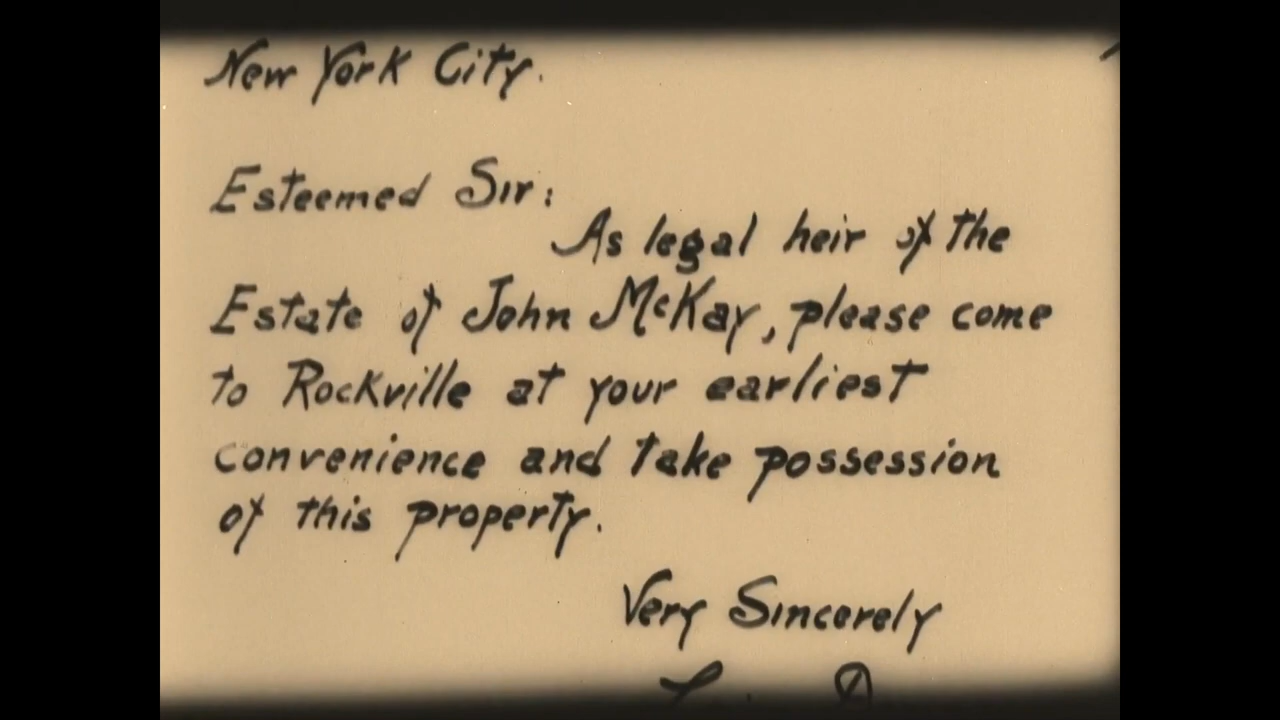 New York City.
Esteemed Sir:
As legal heir of the
Estate of John McKay, please come
to Rockville at your earliest
convenience and take possession
of this property.
Very Sincerely